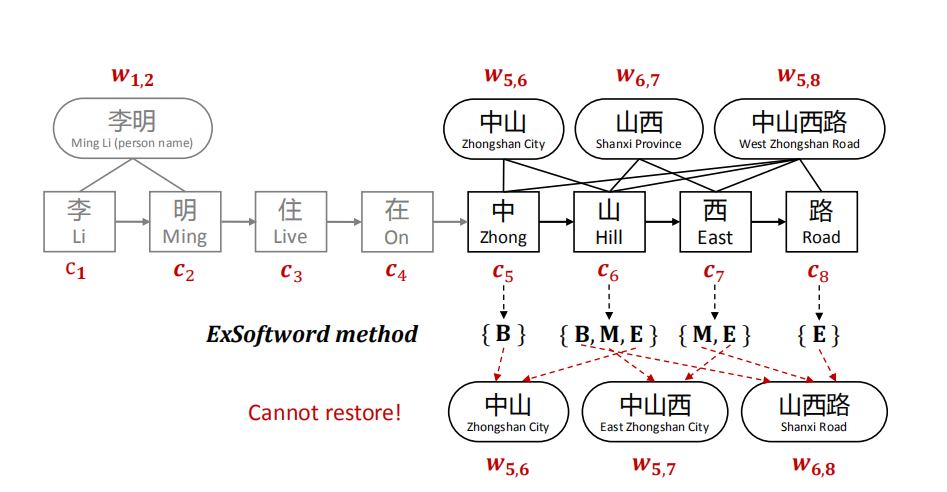 w1,2
w5,6
w6,7
w5,8
李明
Ming Li (person name)
中山
Zhongshan City
山西
Shanxi Province
中山西路
West Zhongshan Road
李
Li
明
Ming
住
Live
在
On
中
Zhong
山
Hill
西
East
路
Road
c1
c2
c3
c4
c5
c6
c7
c8
ExSoftword method
{ B }
{ B, M, E }
{ M, E }
{ E }
Cannot restore!
中山
Zhongshan City
中山西
East Zhongshan City
山西路
Shanxi Road
w5,6
w5,7
w6,8